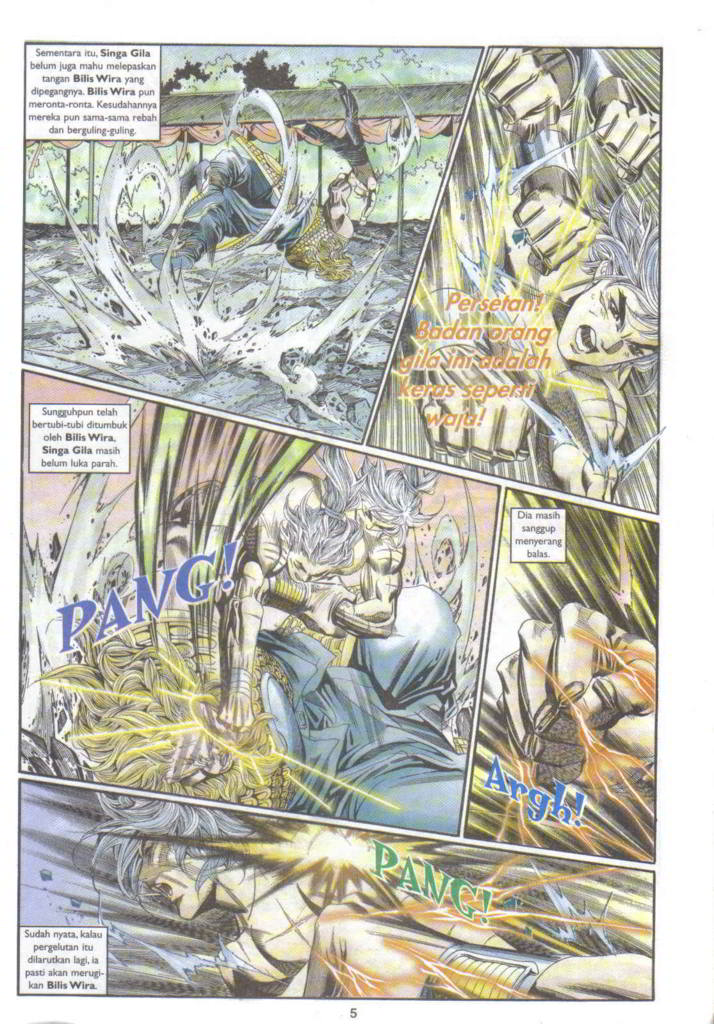 Sementara itu, Singa Gila
belum juga mahu melepaskan
tangan Bilis Wira yang
dipegangnya. Bilis Wira pun
meronta-ronta. Kesudahannya
mereka pun sama-sama rebah
dan berguling-guling.
Persetan!
Badan orang
gila ini adalah
keras seperti
waja!
Sungguhpun telah
bertubi-tubi ditumbuk
oleh Bilis Wira,
Singa Gila masih
belum luka parah.
PANG!
Dia masih
sanggup
menyerang
balas.
Argh!
PANG!
Sudah nyata, kalau
pergelutan itu
dilarutkan lagi, ia
pasti akan merugi-
kan Bilis Wira.
5